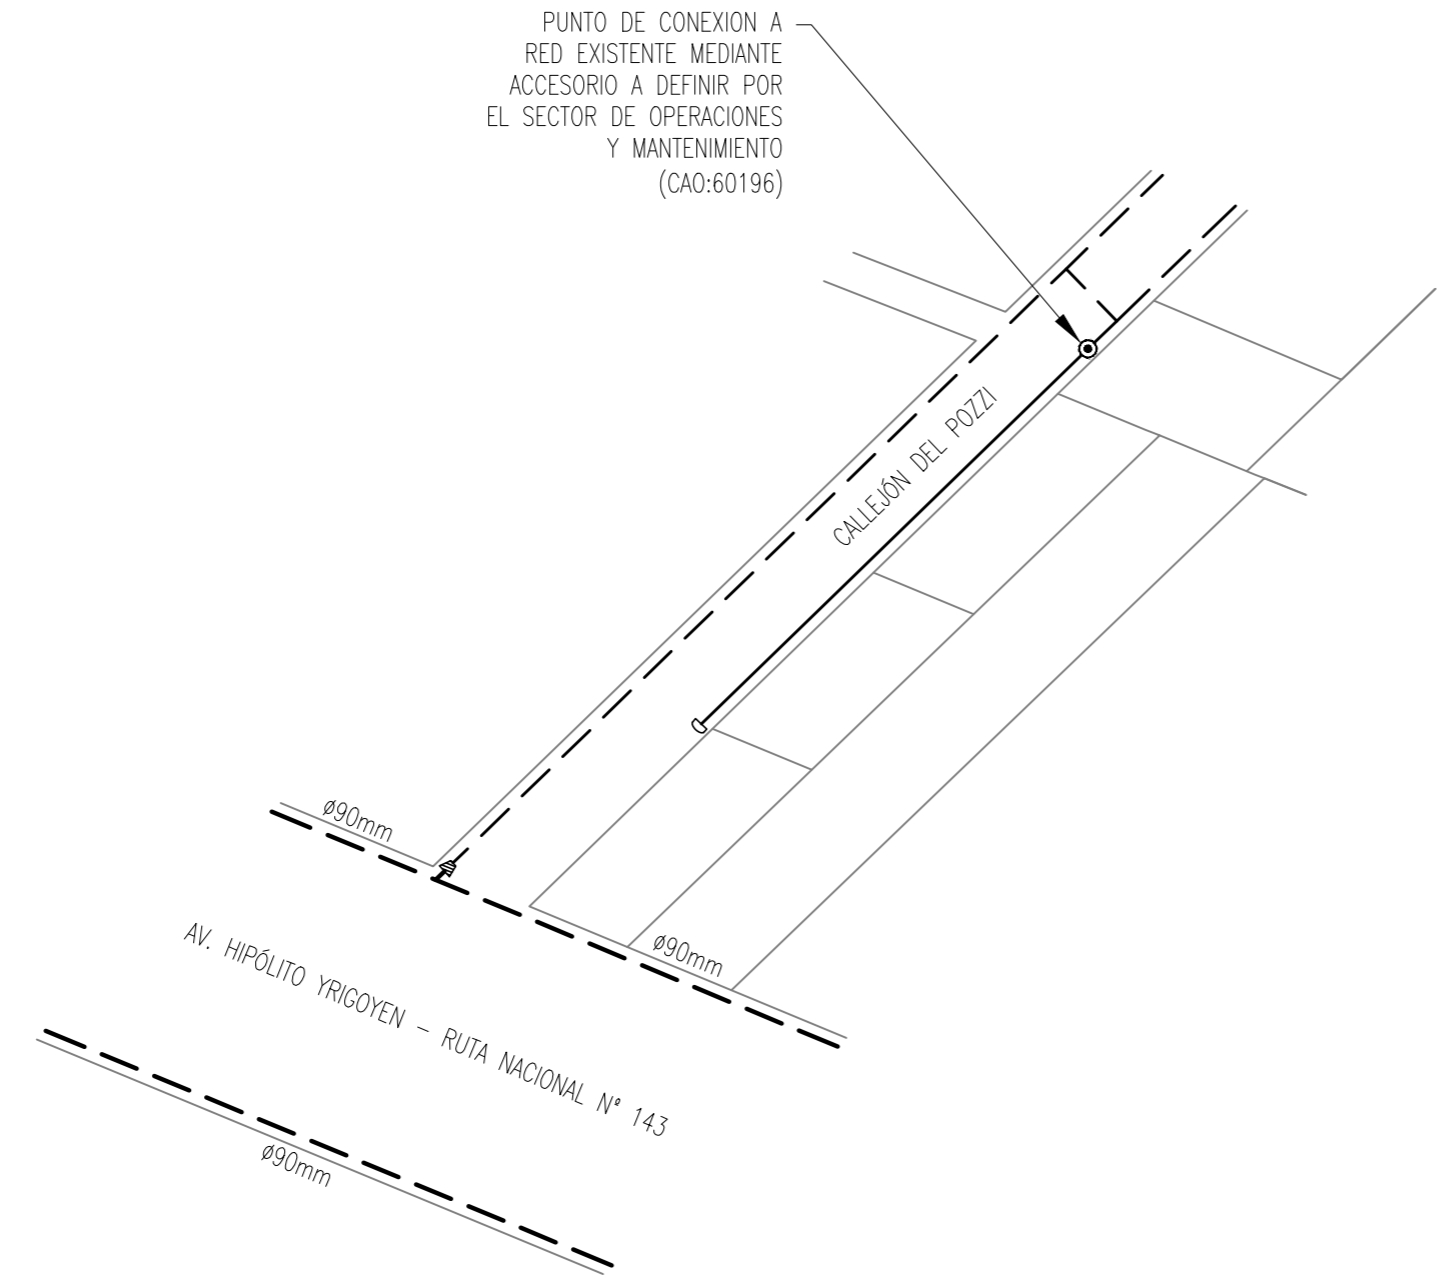 PUNTO DE CONEXION A
RED EXISTENTE MEDIANTE
ACCESORIO A DEFINIR POR
EL SECTOR DE OPERACIONES
Y MANTENIMIENTO
(CAO:60196)
CALLEJÓN DEL POZZI
ø90mm
ø90mm
AV. HIPÓLITO YRIGOYEN - RUTA NACIONAL N° 143
ø90mm